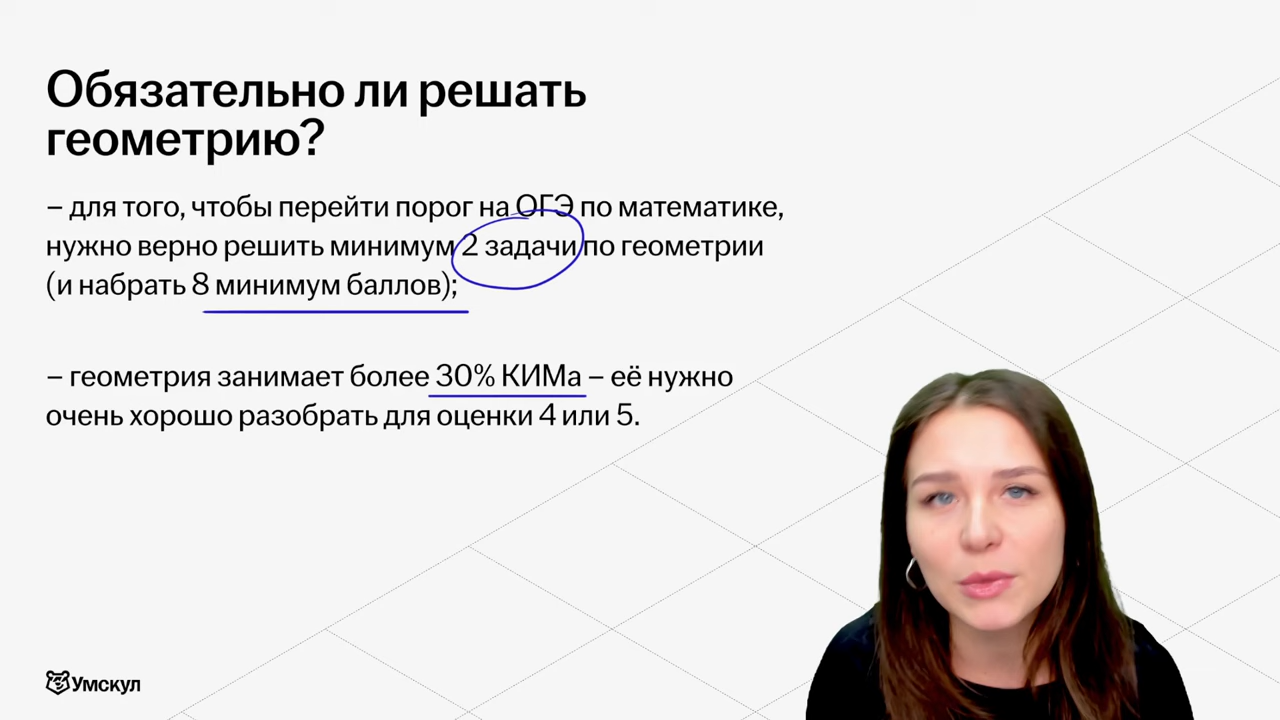 Обязательно ли решать
геометрию?
– для того, чтобы перейти порог на ОГЭ по математике,
нужно верно решить минимум 2 задачи по геометрии
(и набрать 8 минимум баллов);
– геометрия занимает более 30% КИМа – её нужно
очень хорошо разобрать для оценки 4 или 5.
Умскул